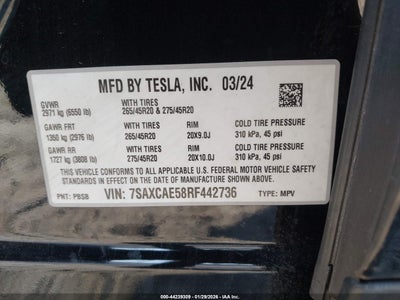 MFD BY TESLA, INC. 03/24
GVWR WITH TIRES
2971 kg (6550 lb) 265/45R20 & 275/45R20
GAWR FRT WITH TIRES RIM COLD TIRE PRESSURE
1350 kg (2976 lb) 265/45R20 20X9.0J 310 kPa, 45 psi
GAWR RR WITH TIRES RIM COLD TIRE PRESSURE
1727 kg (3808 lb) 275/45R20 20X10.0J 310 kPa, 45 psi
THIS VEHICLE CONFORMS TO ALL APPLICABLE U.S. FEDERAL MOTOR VEHICLE SAFETY
STANDARDS IN EFFECT ON THE DATE OF MANUFACTURE SHOWN ABOVE.
PNT: PBSB VIN: 7SAXCAE58RF442736 TYPE: MPV
000-44239309 - 01/29/2026 - IAAI.COM